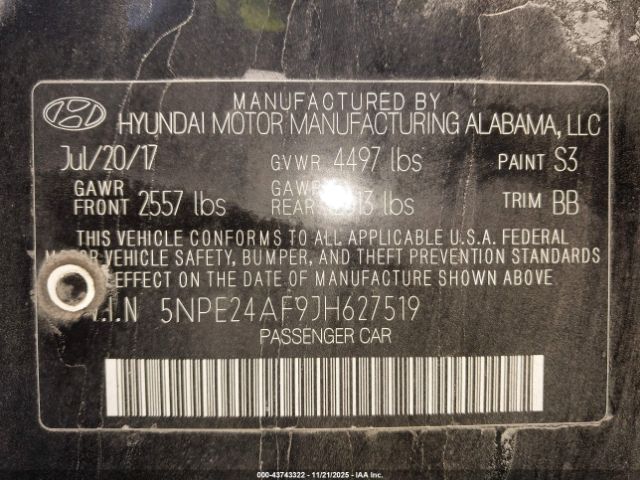 MANUFACTURED BY
HYUNDAI MOTOR MANUFACTURING ALABAMA, LLC
Jul/20/17 GVWR 4497 lbs PAINT S3
GAWR FRONT 2557 lbs REAR lbs TRIM BB
THIS VEHICLE CONFORMS TO ALL APPLICABLE U.S.A. FEDERAL
VEHICLE SAFETY, BUMPER, AND THEFT PREVENTION STANDARDS
EFFECT ON THE DATE OF MANUFACTURE SHOWN ABOVE
5NPE24AF9JH627519
PASSENGER CAR
000-43743322 - 11/21/2025 - IAA Inc.